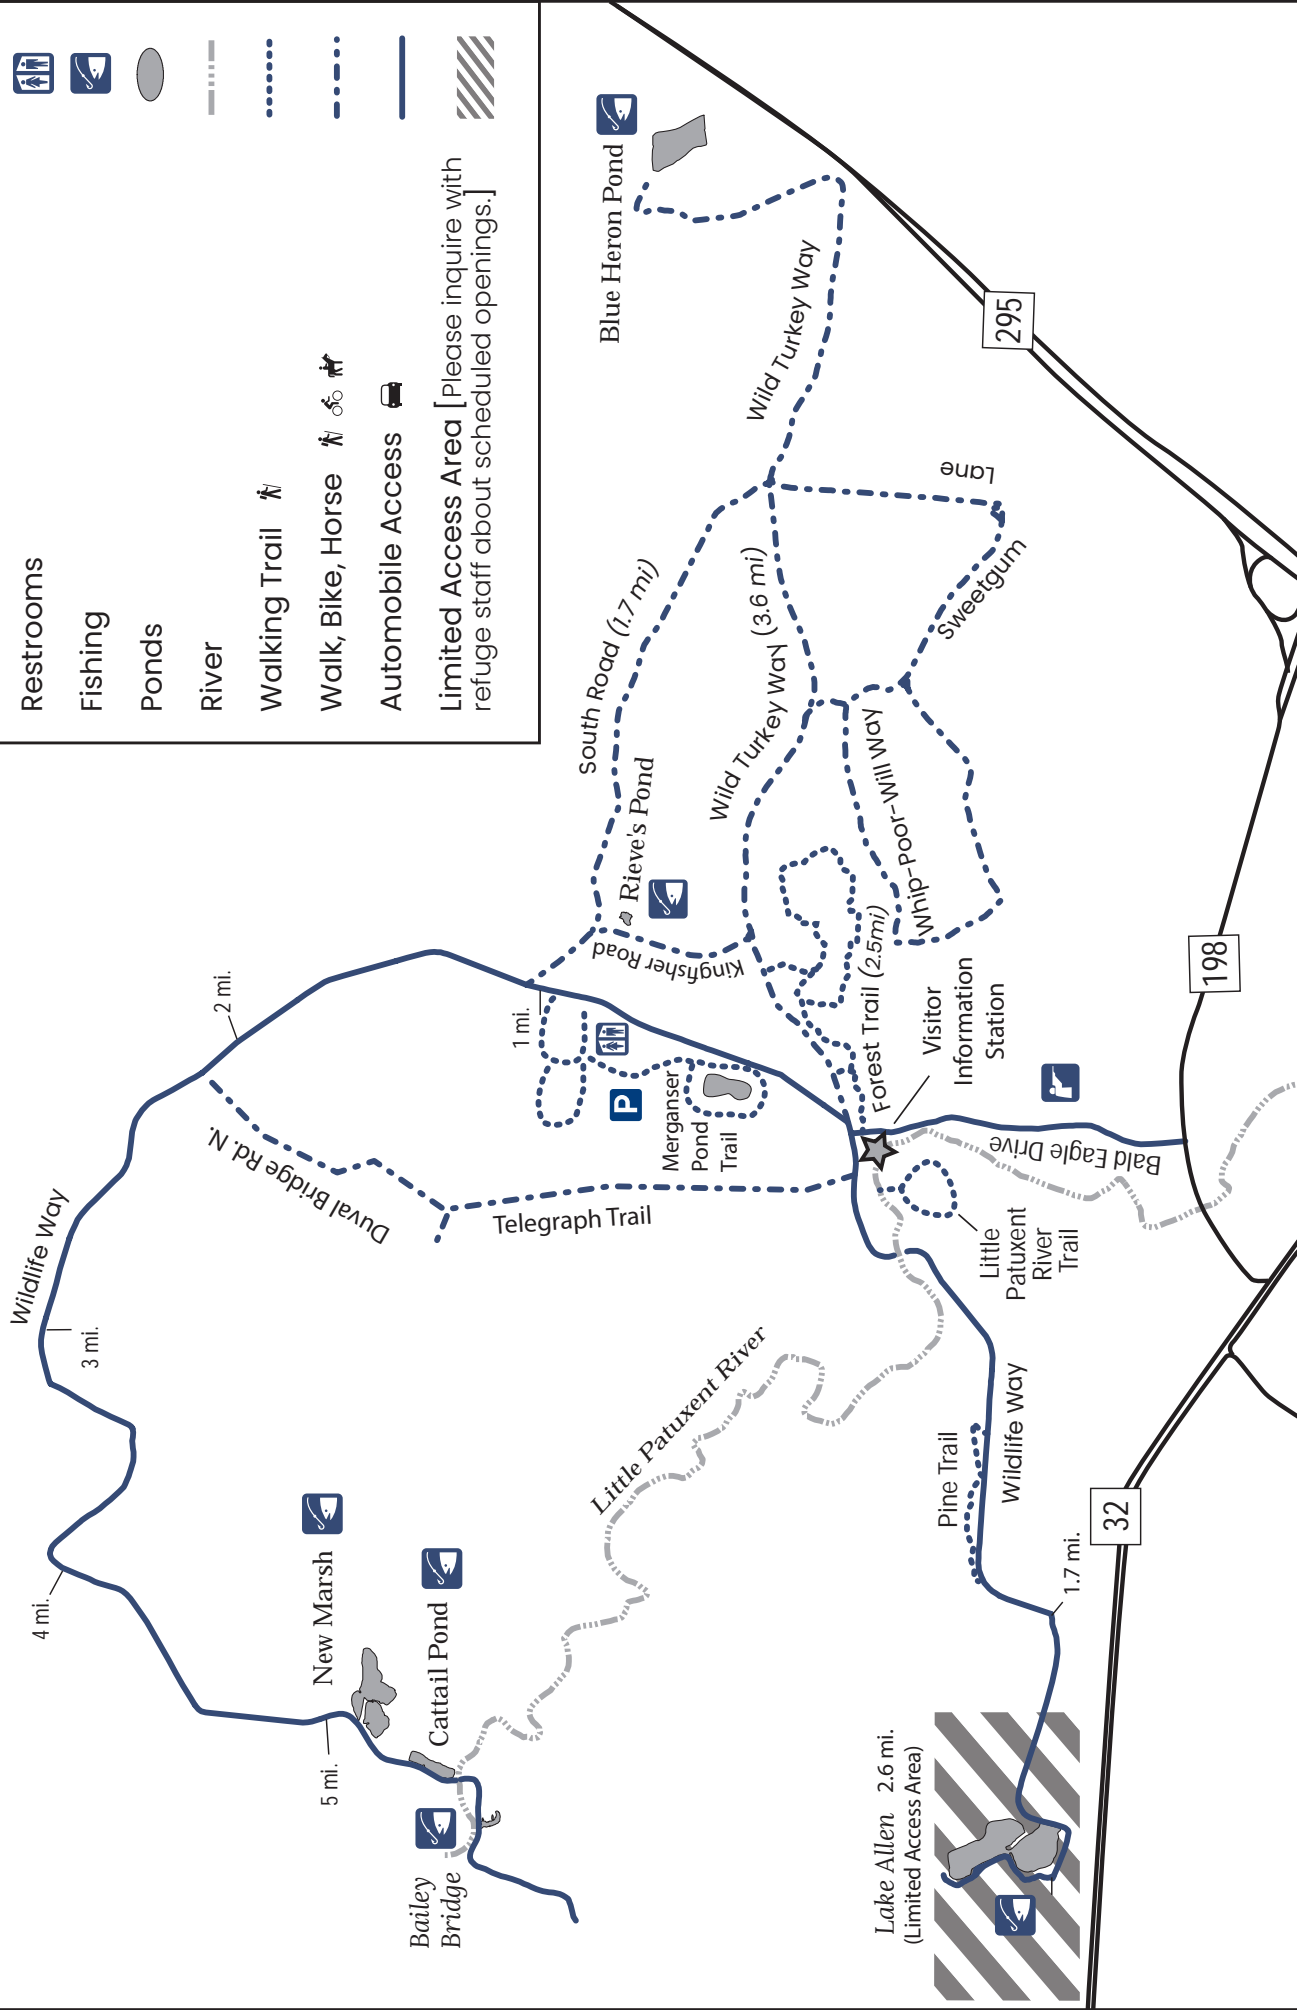 Restrooms
Fishing
Ponds
River
Walking Trail
Walk, Bike, Horse
Automobile Access
Limited Access Area [Please inquire with
refuge staff about scheduled openings.]
Wildlife Way
3 mi.
4 mi.
2 mi.
1 mi.
5 mi.
New Marsh
Cattail Pond
Bailey
Bridge
Duval Bridge Rd. N.
Telegraph Trail
Little Patuxent River
Merganser
Pond
Trail
P
Kingfisher Road
Rieve's Pond
South Road (1.7 mi)
Blue Heron Pond
Wild Turkey Way
Wild Turkey Way (3.6 mi)
Sweetgum
Lane
Whip-Poor-Will Way
Forest Trail (2.5mi)
Visitor
Information
Station
Bald Eagle Drive
Little
Patuxent
River
Trail
Pine Trail
Wildlife Way
1.7 mi.
Lake Allen 2.6 mi.
(Limited Access Area)
295
198
32